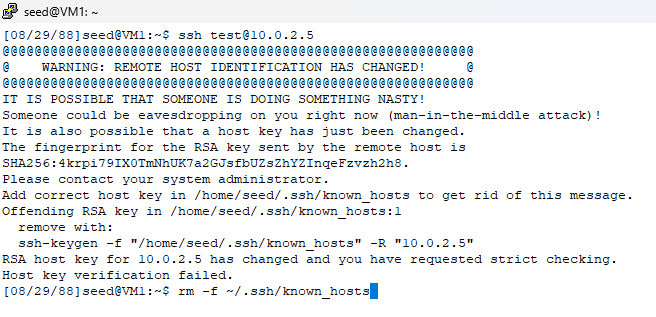 seed@VM1: ~
[08/29/88]seed@VM1:~$ ssh test@10.0.2.5
@@@@@@@@@@@@@@@@@@@@@@@@@@@@@@@@@@@@@@@@@@@@@@@@@@@@@@@@@@@
@    WARNING: REMOTE HOST IDENTIFICATION HAS CHANGED!     @
@@@@@@@@@@@@@@@@@@@@@@@@@@@@@@@@@@@@@@@@@@@@@@@@@@@@@@@@@@@
IT IS POSSIBLE THAT SOMEONE IS DOING SOMETHING NASTY!
Someone could be eavesdropping on you right now (man-in-the-middle attack)!
It is also possible that a host key has just been changed.
The fingerprint for the RSA key sent by the remote host is
SHA256:4krpi79IX0TmNhUK7a2GJsfbUZsZhYZInqeFzvzh2h8.
Please contact your system administrator.
Add correct host key in /home/seed/.ssh/known_hosts to get rid of this message.
Offending RSA key in /home/seed/.ssh/known_hosts:1
  remove with:
  ssh-keygen -f "/home/seed/.ssh/known_hosts" -R "10.0.2.5"
RSA host key for 10.0.2.5 has changed and you have requested strict checking.
Host key verification failed.
[08/29/88]seed@VM1:~$ rm -f ~/.ssh/known_hosts